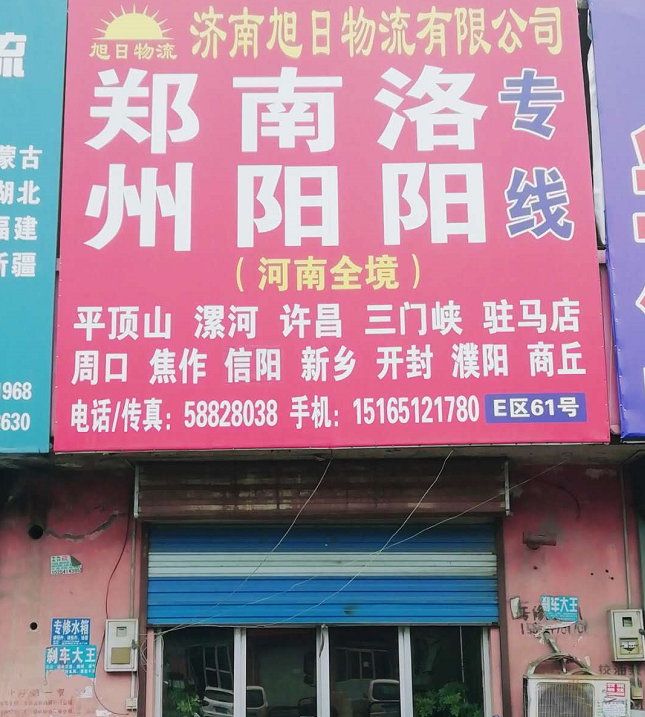 流
蒙古
湖北
福建
新疆
1968
8630
旭日物流
济南旭日物流有限公司
郑 南 洛
州 阳 阳
专线
(河南全境)
平顶山 漯河 许昌 三门峡 驻马店
周口 焦作 信阳 新乡 开封 濮阳 商丘
电话/传真：58828038 手机：15165121780 E区61号
专修水箱
刹车大王
刹车大王
专修